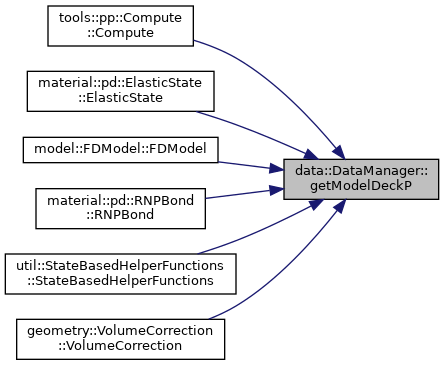 tools::pp::Compute
::Compute
material::pd::ElasticState
::ElasticState
model::FDModel::FDModel
data::DataManager::
getModelDeckP
material::pd::RNPBond
::RNPBond
util::StateBasedHelperFunctions
::StateBasedHelperFunctions
geometry::VolumeCorrection
::VolumeCorrection